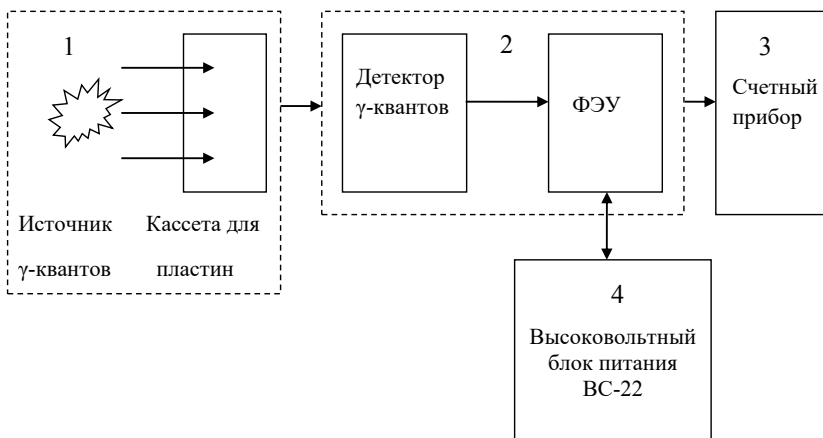 1
Источник
γ-квантов
Кассета для
пластин
2
Детектор
γ-квантов
ФЭУ
3
Счетный
прибор
4
Высоковольтный
блок питания
ВС-22